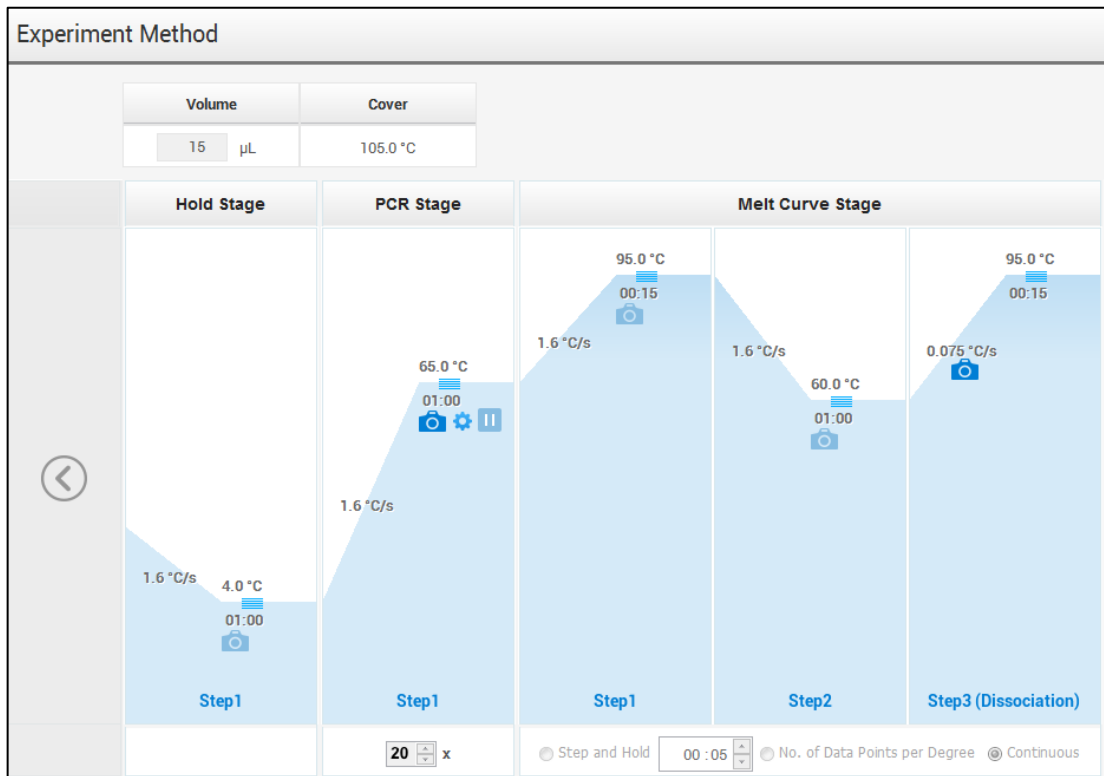 Experiment Method
Volume Cover
15 µL 105.0 °C
Hold Stage PCR Stage Melt Curve Stage
1.6 °C/s
4.0 °C
01:00
Step1
1.6 °C/s
65.0 °C
01:00
Step1
1.6 °C/s
95.0 °C
00:15
Step1
1.6 °C/s
60.0 °C
01:00
Step2
0.075 °C/s
95.0 °C
00:15
Step3 (Dissociation)
20 x
Step and Hold 00 : 05 No. of Data Points per Degree Continuous